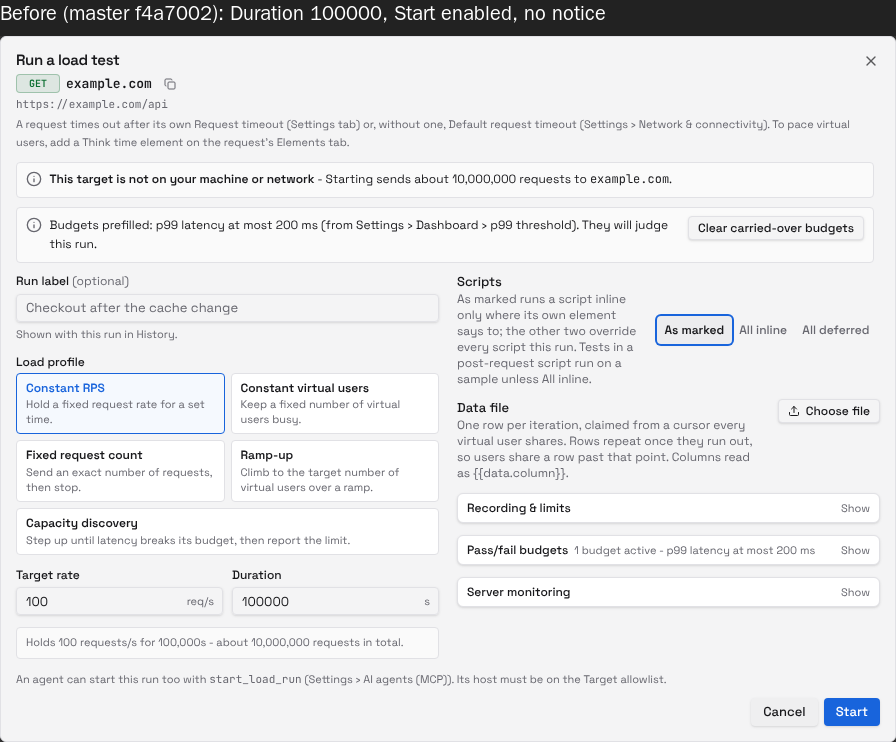 Before (master f4a7002): Duration 100000, Start enabled, no notice
Run a load test
GET example.com
https://example.com/api
A request times out after its own Request timeout (Settings tab) or, without one, Default request timeout (Settings > Network & connectivity). To pace virtual
users, add a Think time element on the request's Elements tab.
This target is not on your machine or network - Starting sends about 10,000,000 requests to example.com.
Budgets prefilled: p99 latency at most 200 ms (from Settings > Dashboard > p99 threshold). They will judge
this run.
Clear carried-over budgets
Run label (optional)
Checkout after the cache change
Shown with this run in History.
Load profile
Constant RPS
Hold a fixed request rate for a set
time.
Constant virtual users
Keep a fixed number of virtual
users busy.
Fixed request count
Send an exact number of requests,
then stop.
Ramp-up
Climb to the target number of
virtual users over a ramp.
Capacity discovery
Step up until latency breaks its budget, then report the limit.
Target rate
100 req/s
Duration
100000 s
Holds 100 requests/s for 100,000s - about 10,000,000 requests in total.
Scripts
As marked runs a script inline
only where its own element
says to; the other two override
every script this run. Tests in a
post-request script run on a
sample unless All inline.
As marked All inline All deferred
Data file
One row per iteration, claimed from a cursor every
virtual user shares. Rows repeat once they run out,
so users share a row past that point. Columns read
as {{data.column}}.
Choose file
Recording & limits Show
Pass/fail budgets 1 budget active - p99 latency at most 200 ms Show
Server monitoring Show
An agent can start this run too with start_load_run (Settings > AI agents (MCP)). Its host must be on the Target allowlist.
Cancel Start